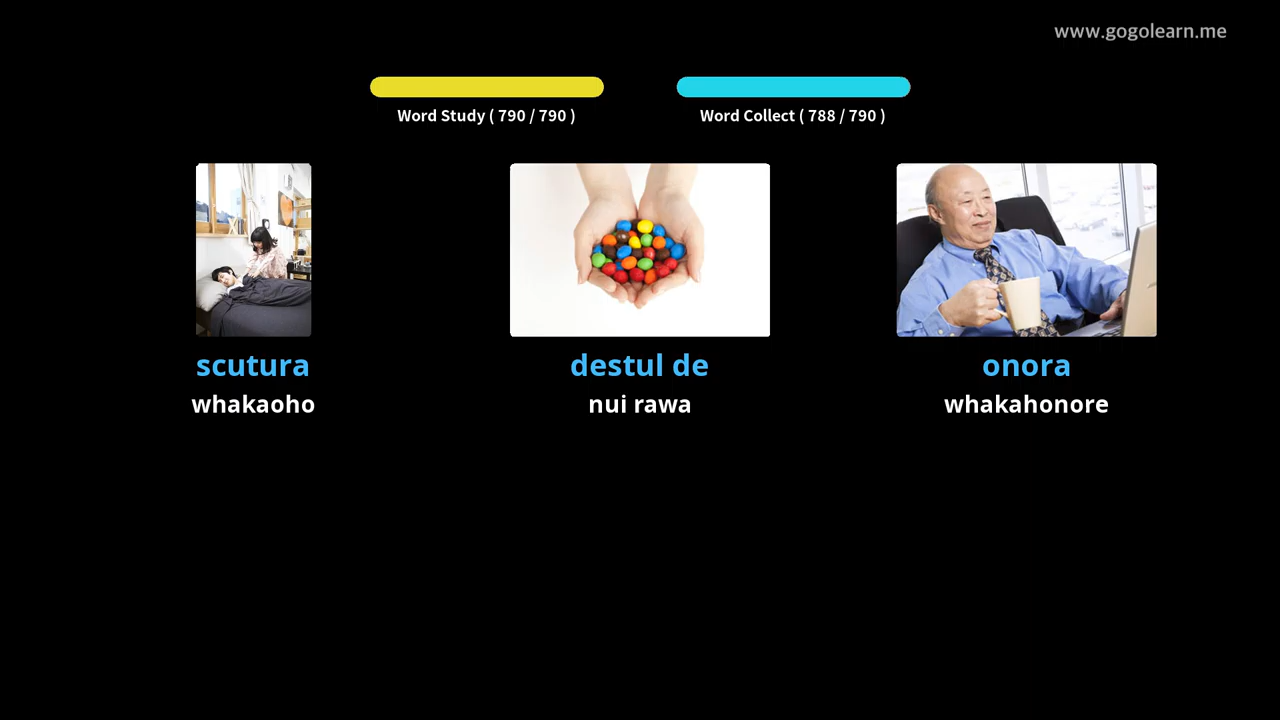 www.gogolearn.me
Word Study ( 790 / 790 )
Word Collect ( 788 / 790 )
scutura
destul de
onora
whakaoho
nui rawa
whakahonore